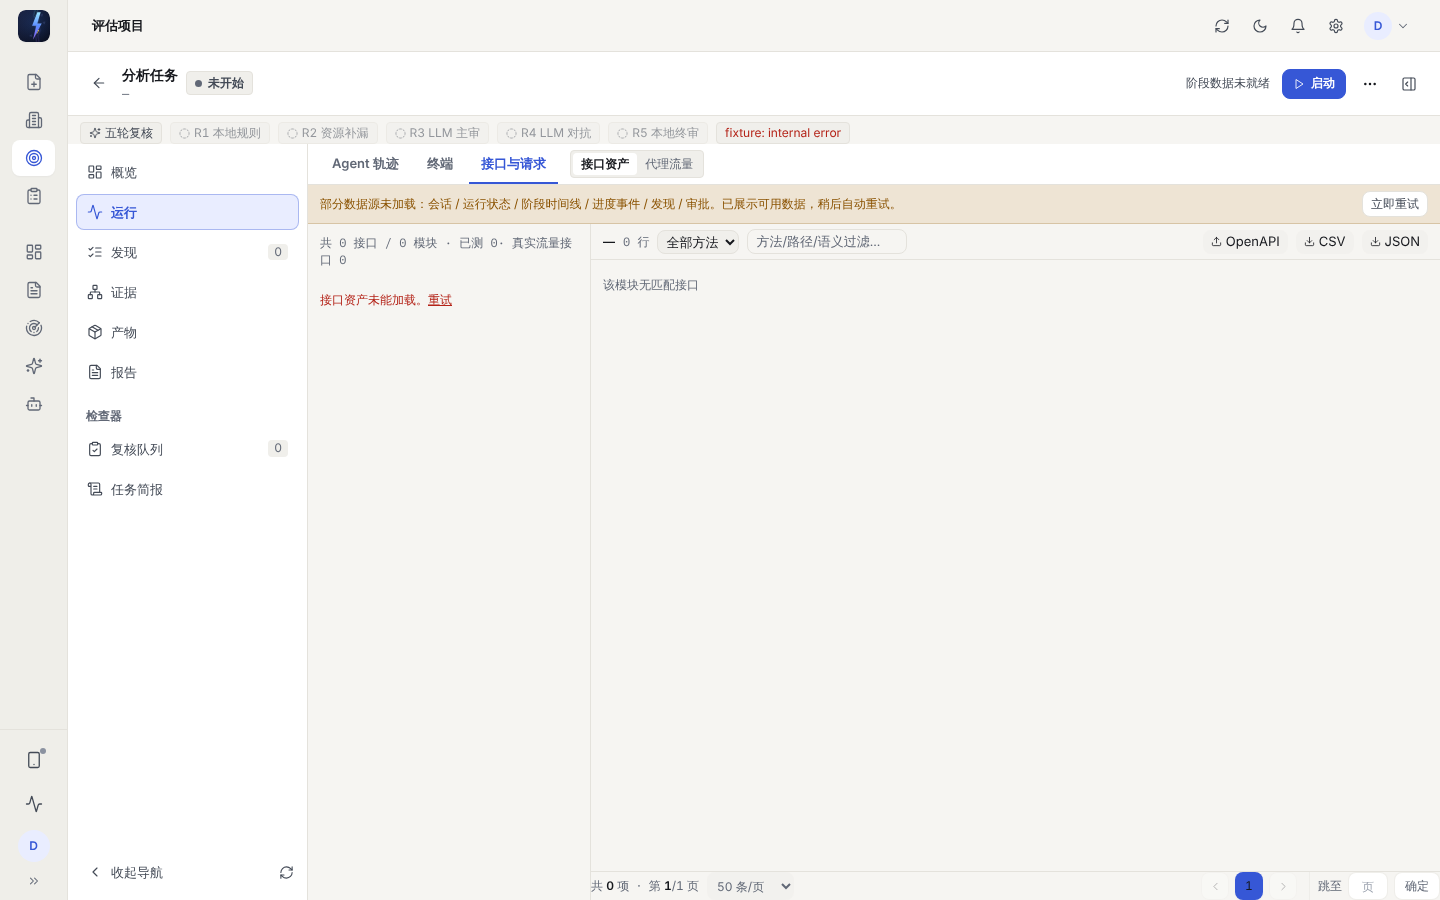 评估项目
D
分析任务
—
未开始
阶段数据未就绪
启动
五轮复核
R1 本地规则
R2 资源补漏
R3 LLM 主审
R4 LLM 对抗
R5 本地终审
fixture: internal error
概览
运行
发现
0
证据
产物
报告
检查器
复核队列
0
任务简报
收起导航
D
Agent 轨迹
终端
接口与请求
接口资产
代理流量
部分数据源未加载：会话 / 运行状态 / 阶段时间线 / 进度事件 / 发现 / 审批。已展示可用数据，稍后自动重试。
立即重试
共 0 接口 / 0 模块 · 已测 0· 真实流量接
口 0
接口资产未能加载。重试
— 0 行
全部方法
方法/路径/语义过滤...
OpenAPI
CSV
JSON
该模块无匹配接口
共 0 项 · 第 1/1 页
50 条/页
1
跳至
页
确定